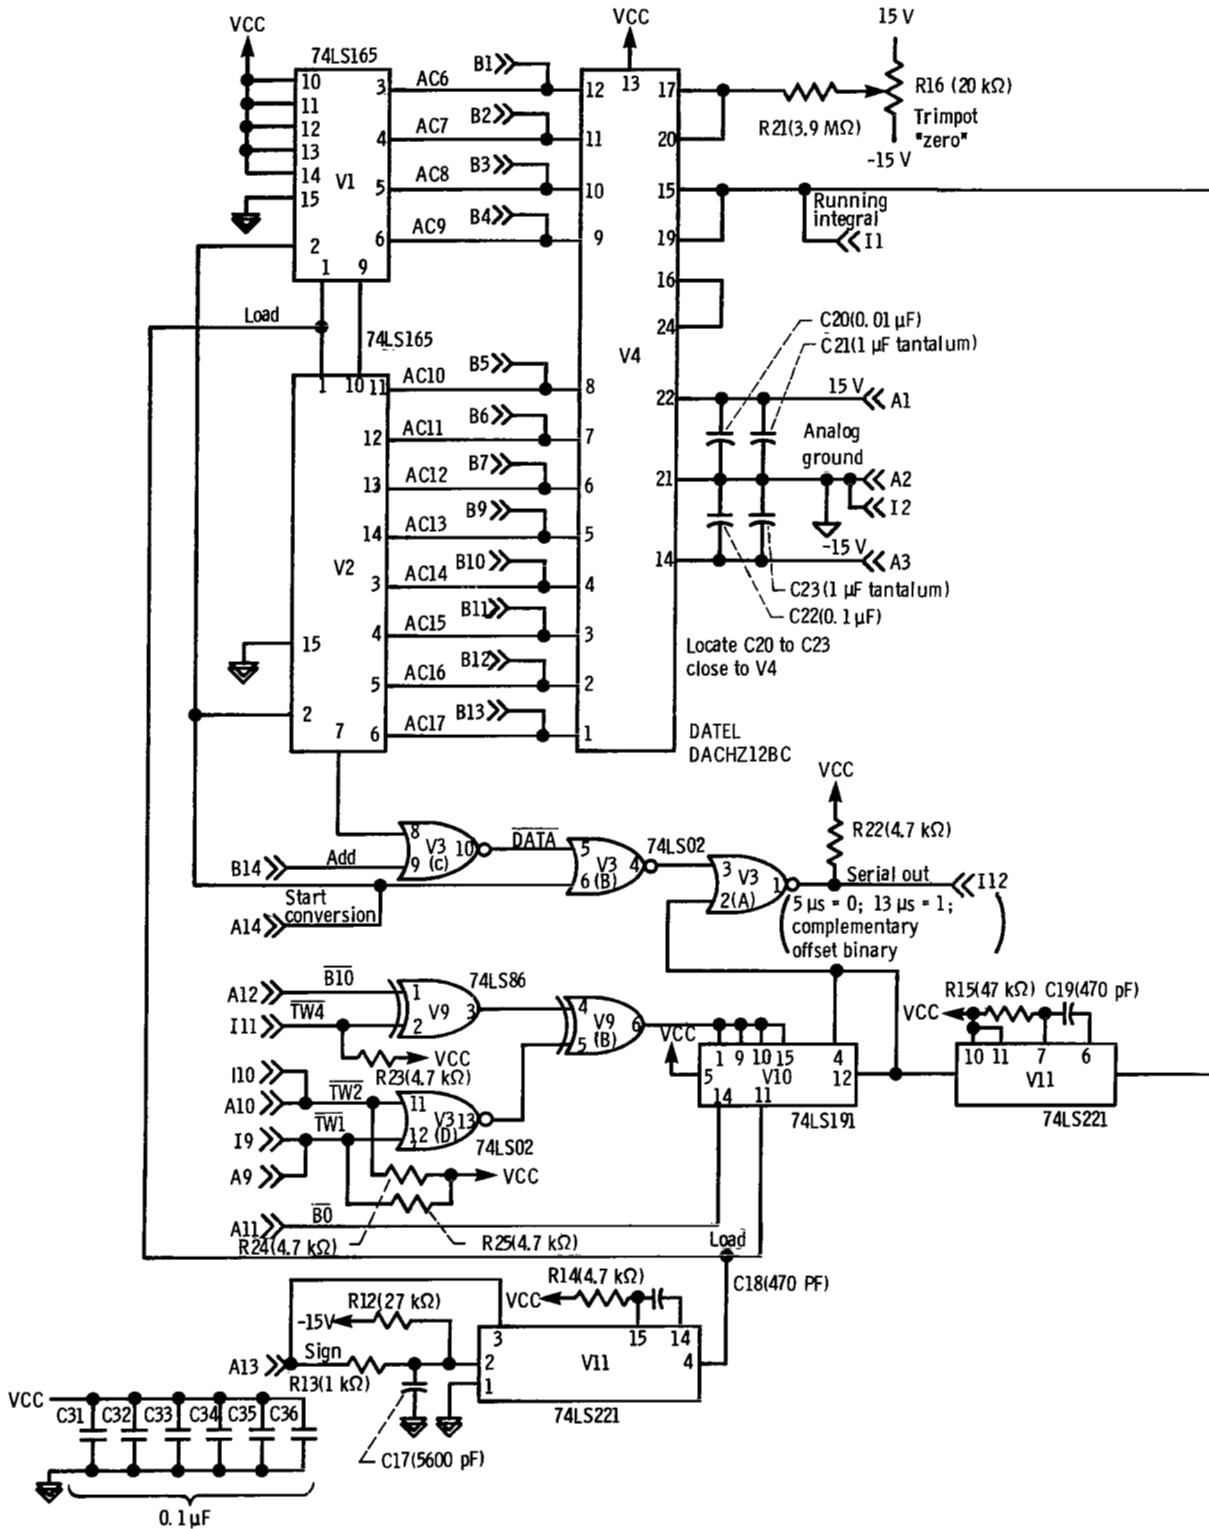 VCC
74LS165
10
11
12
13
14
15
2
1
9
3
4
5
6
V1
AC6
AC7
AC8
AC9
B1
B2
B3
B4
VCC
13
12
11
10
9
17
20
15
19
16
24
V4
15 V
R16 (20 kΩ)
Trimpot
"zero"
-15 V
R21(3.9 MΩ)
Running
integral
I1
Load
74LS165
1
10
11
12
13
14
3
4
5
6
15
2
7
V2
AC10
AC11
AC12
AC13
AC14
AC15
AC16
AC17
B5
B6
B7
B9
B10
B11
B12
B13
8
7
6
5
4
3
2
1
22
21
14
C20(0.01 µF)
C21(1 µF tantalum)
15 V
A1
Analog
ground
A2
I2
-15 V
A3
C23(1 µF tantalum)
C22(0.1 µF)
Locate C20 to C23
close to V4
DATEL
DACHZ12BC
B14
Add
8
9
V3
(c)
10
DATA
5
6
V3
(B)
4
74LS02
3
2
V3
(A)
1
VCC
R22(4.7 kΩ)
Serial out
I12
(5 µs = 0; 13 µs = 1;
complementary
offset binary)
Start
conversion
A14
A12
B10
I11
TW4
1
2
V9
3
74LS86
4
5
V9
(B)
6
R23(4.7 kΩ)
VCC
I10
A10
TW2
I9
TW1
A9
11
12
V3
(D)
13
74LS02
VCC
R24(4.7 kΩ)
R25(4.7 kΩ)
A11
B0
VCC
1
9
10
15
4
5
V10
12
14
11
74LS191
R15(47 kΩ)
C19(470 pF)
VCC
10
11
7
6
V11
74LS221
Load
C18(470 PF)
R14(4.7 kΩ)
VCC
R12(27 kΩ)
-15V
A13
Sign
R13(1 kΩ)
3
15
14
2
1
V11
4
74LS221
C17(5600 pF)
VCC
C31
C32
C33
C34
C35
C36
0.1 µF